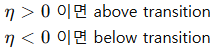 η > 0 이면 above transition
η < 0 이면 below transition